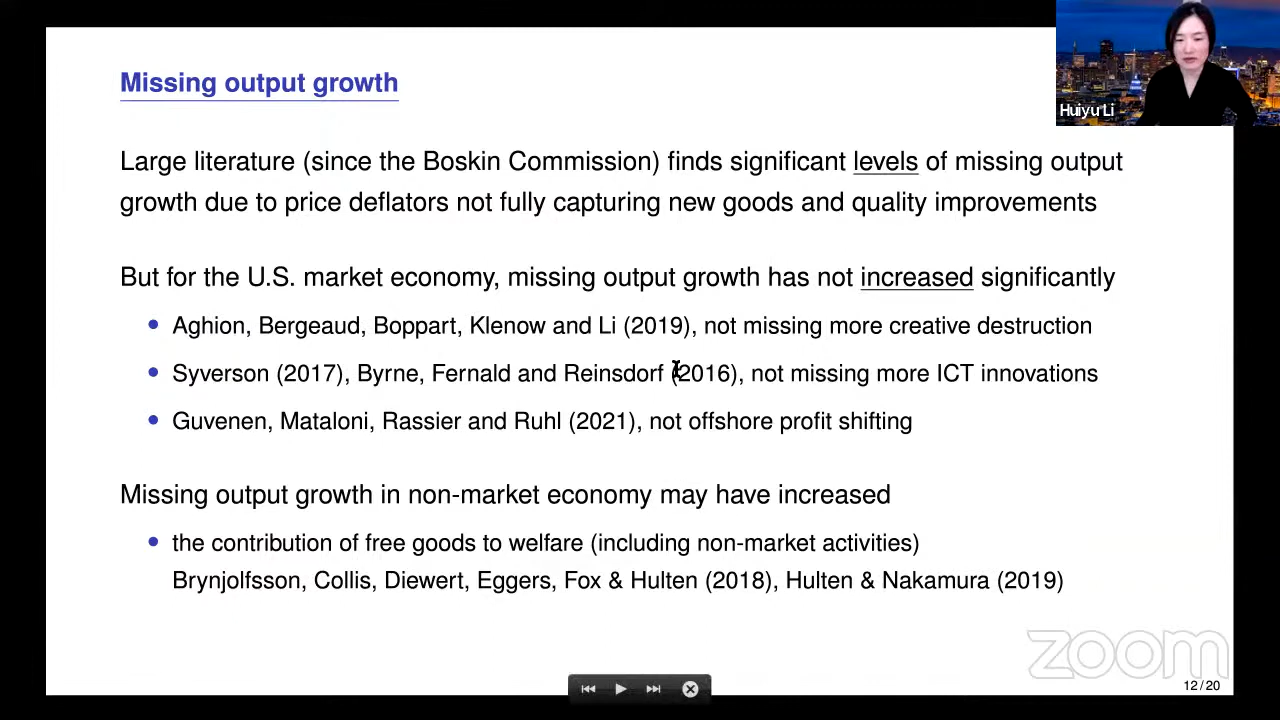 Missing output growth
Huiyu Li
Large literature (since the Boskin Commission) finds significant levels of missing output
growth due to price deflators not fully capturing new goods and quality improvements
But for the U.S. market economy, missing output growth has not increased significantly
• Aghion, Bergeaud, Boppart, Klenow and Li (2019), not missing more creative destruction
• Syverson (2017), Byrne, Fernald and Reinsdorf (2016), not missing more ICT innovations
• Guvenen, Mataloni, Rassier and Ruhl (2021), not offshore profit shifting
Missing output growth in non-market economy may have increased
• the contribution of free goods to welfare (including non-market activities)
Brynjolfsson, Collis, Diewert, Eggers, Fox & Hulten (2018), Hulten & Nakamura (2019)
zoom
12 / 20